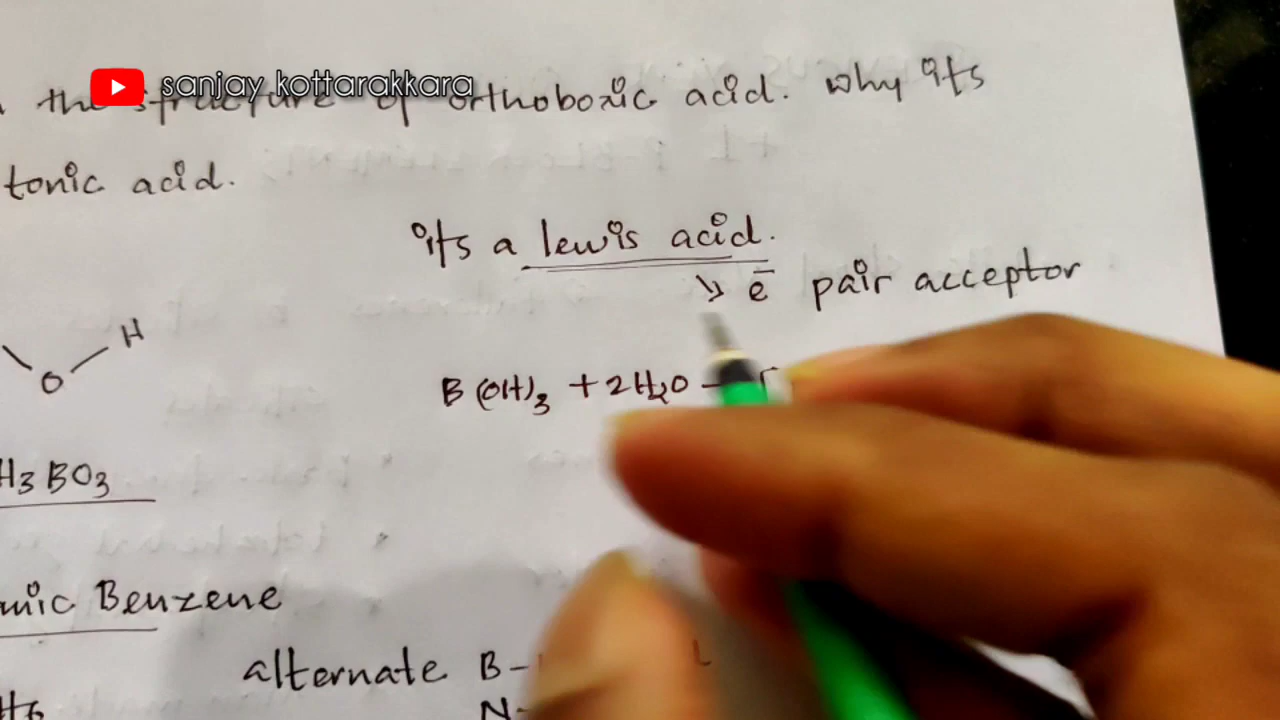 sanjay kottarakkara
the structure of orthoboric acid. why its
tonic acid.
its a lewis acid.
↘ e̅ pair acceptor
H
O
B(OH)3 + 2H2O
H3BO3
mic Benzene
alternate B-
N-
H6